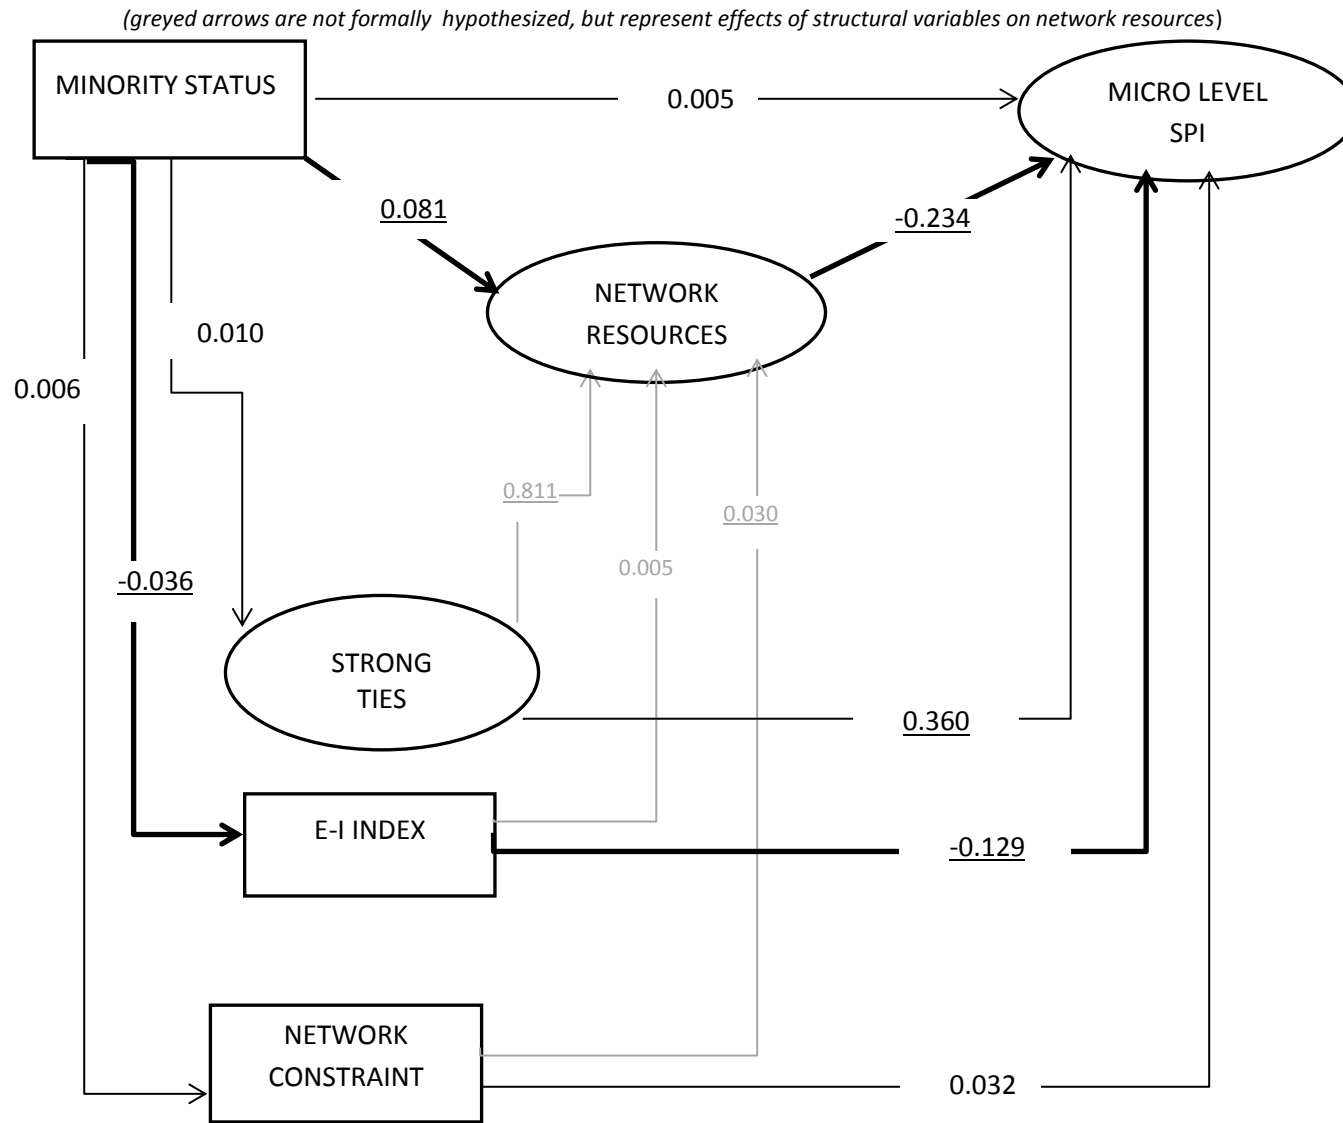 (greyed arrows are not formally hypothesized, but represent effects of structural variables on network resources)
MINORITY STATUS
0.005
MICRO LEVEL
SPI
0.081
-0.234
NETWORK
RESOURCES
0.010
0.006
0.811
0.030
0.005
-0.036
STRONG
TIES
0.360
E-I INDEX
-0.129
NETWORK
CONSTRAINT
0.032